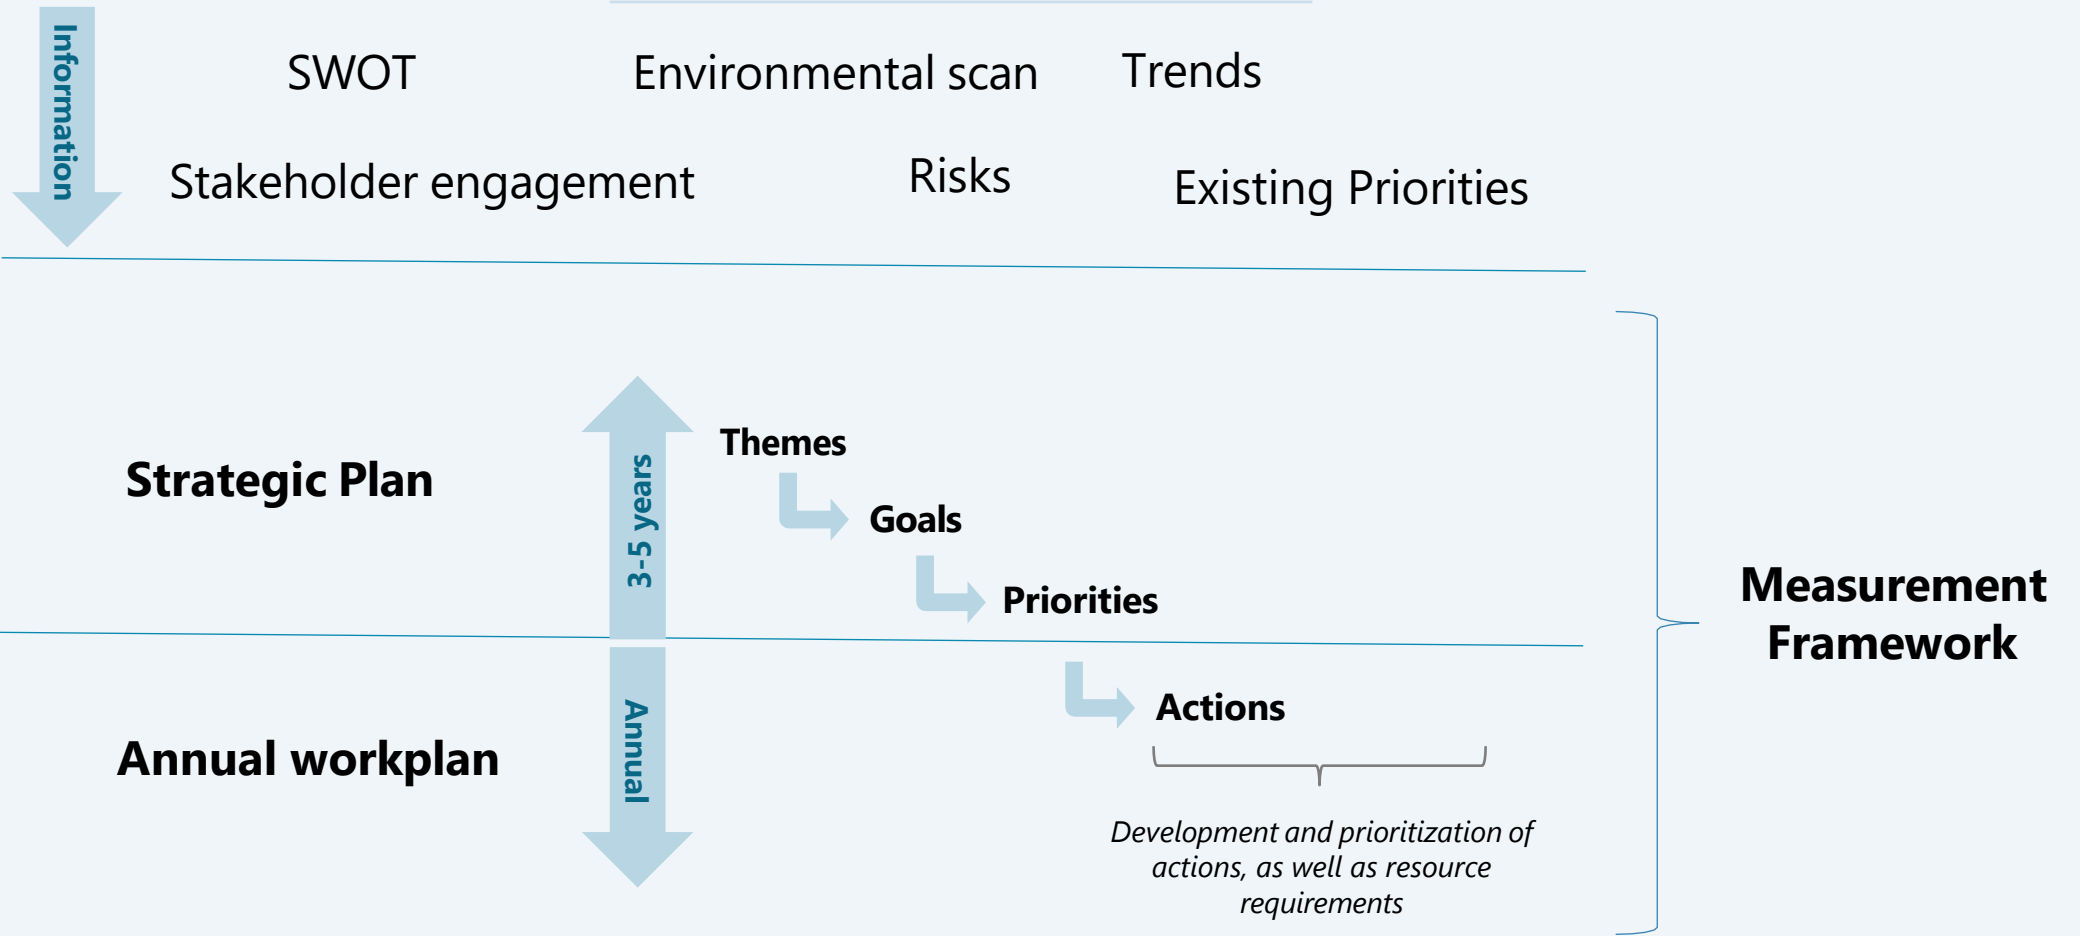 Information
SWOT
Environmental scan
Trends
Stakeholder engagement
Risks
Existing Priorities
Strategic Plan
3-5 years
Themes
Goals
Priorities
Measurement
Framework
Annual workplan
Annual
Actions
Development and prioritization of
actions, as well as resource
requirements